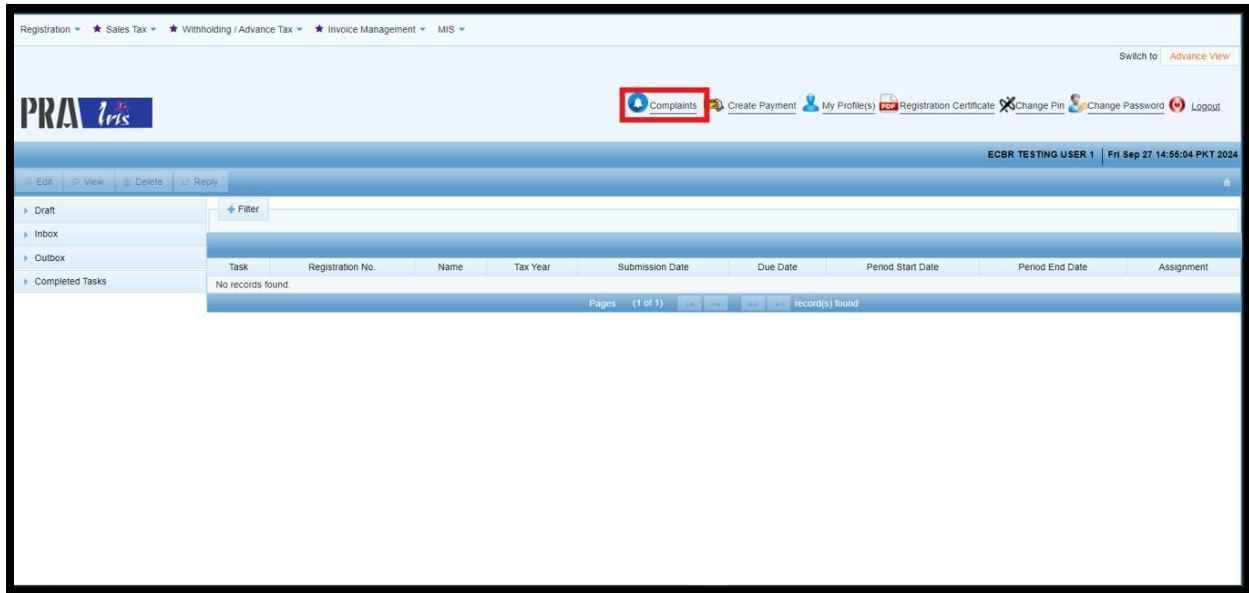 Registration Sales Tax Withholding / Advance Tax Invoice Management MIS
Switch to Advance View
PRA Iris
Complaints Create Payment My Profile(s) PDF Registration Certificate Change Pin Change Password Logout
ECBR TESTING USER 1 Fri Sep 27 14:55:04 PKT 2024
Edit View Delete Reply
Draft
Inbox
Outbox
Completed Tasks
Filter
Task Registration No. Name Tax Year Submission Date Due Date Period Start Date Period End Date Assignment
No records found.
Pages (1 of 1) record(s) found